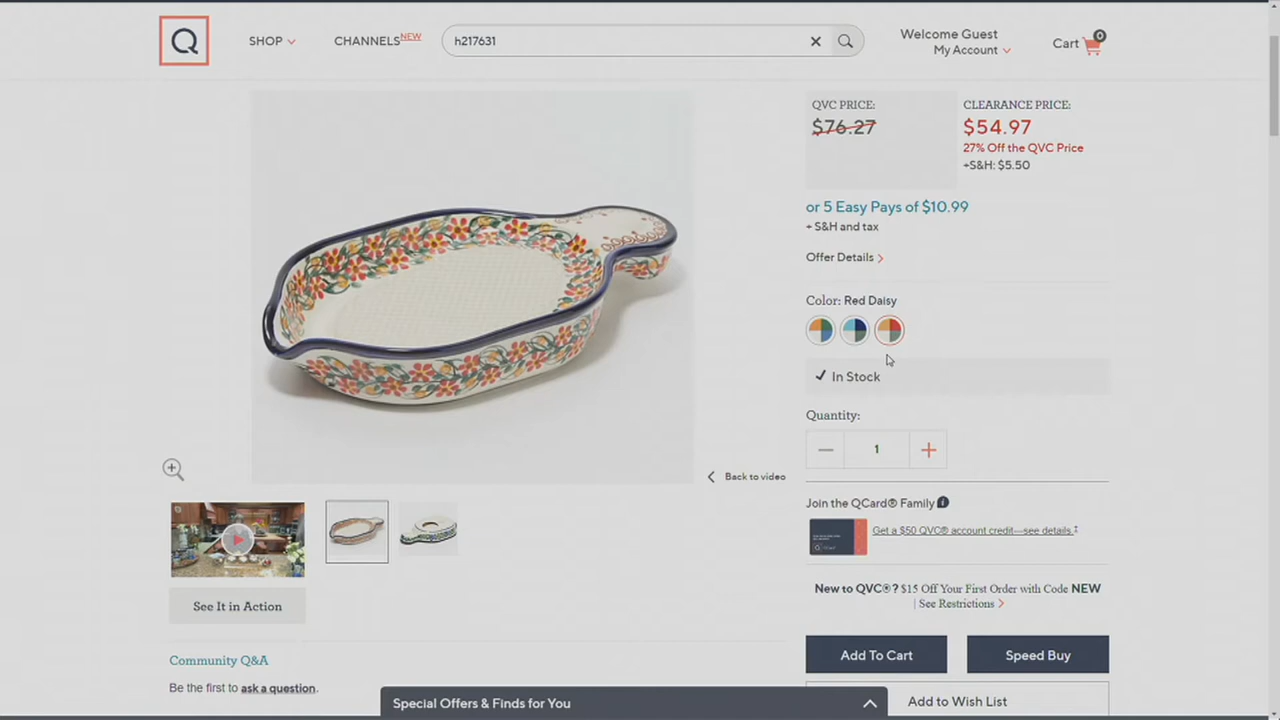 Q
SHOP
CHANNELS NEW
h217631
Welcome Guest
My Account
Cart 0
QVC PRICE:
$76.27
CLEARANCE PRICE:
$54.97
27% Off the QVC Price
+S&H: $5.50
or 5 Easy Pays of $10.99
+ S&H and tax
Offer Details
Color: Red Daisy
In Stock
Quantity:
1
Back to video
Join the QCard® Family
Get a $50 QVC® account credit—see details.‡
New to QVC®? $15 Off Your First Order with Code NEW
| See Restrictions
See It in Action
Add To Cart
Speed Buy
Community Q&A
Be the first to ask a question.
Special Offers & Finds for You
Add to Wish List